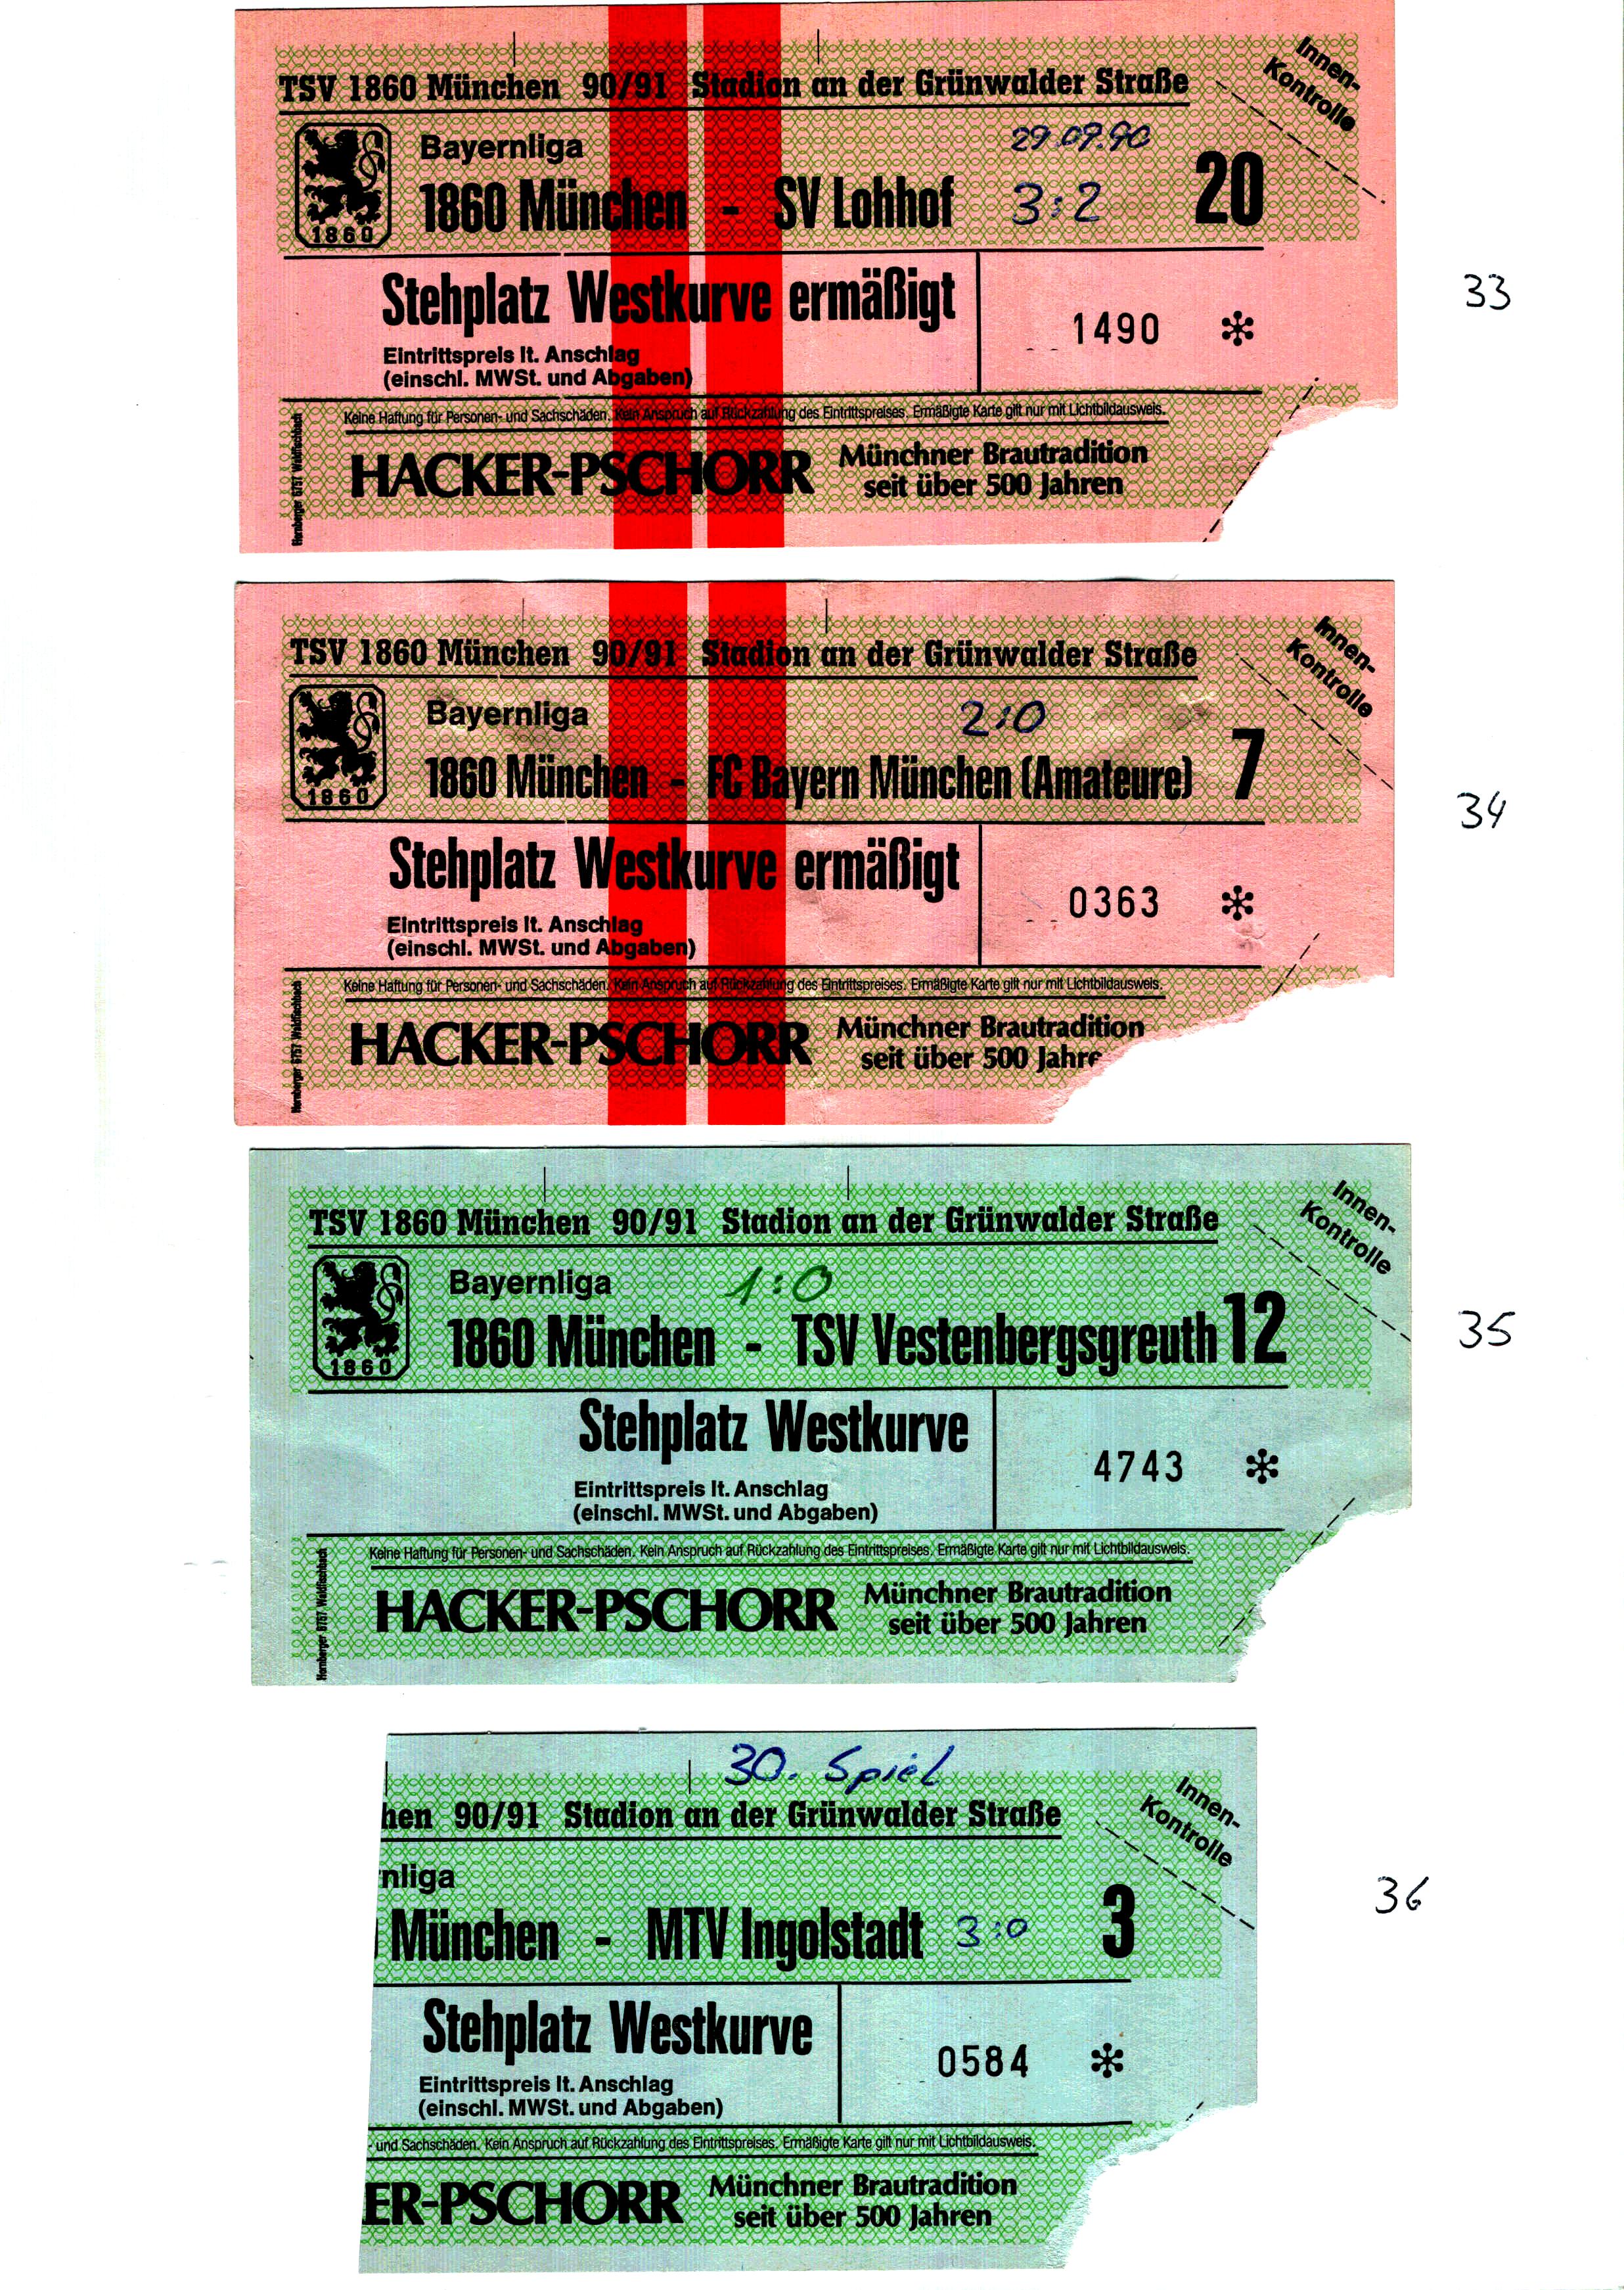 TSV 1860 München 90/91 Stadion an der Grünwalder Straße
Innen-
Kontrolle
29.09.90
Bayernliga
1860 München - SV Lohhof 3:2 20
1860
Stehplatz Westkurve ermäßigt
1490 *
33
Eintrittspreis lt. Anschlag
(einschl. MWSt. und Abgaben)
Keine Haftung für Personen- und Sachschäden. Kein Anspruch auf Rückzahlung des Eintrittspreises. Ermäßigte Karte gilt nur mit Lichtbildausweis.
HACKER-PSCHORR
Münchner Brautradition
seit über 500 Jahren
Hornberger 6757 Waldfischbach
TSV 1860 München 90/91 Stadion an der Grünwalder Straße
Innen-
Kontrolle
Bayernliga 2:0
1860 München - FC Bayern München (Amateure) 7
1860
34
Stehplatz Westkurve ermäßigt
0363 *
Eintrittspreis lt. Anschlag
(einschl. MWSt. und Abgaben)
Keine Haftung für Personen- und Sachschäden. Kein Anspruch auf Rückzahlung des Eintrittspreises. Ermäßigte Karte gilt nur mit Lichtbildausweis.
HACKER-PSCHORR
Münchner Brautradition
seit über 500 Jahre
Hornberger 6757 Waldfischbach
TSV 1860 München 90/91 Stadion an der Grünwalder Straße
Innen-
Kontrolle
Bayernliga 1:0
1860 München - TSV Vestenbergsgreuth 12
1860
35
Stehplatz Westkurve
4743 *
Eintrittspreis lt. Anschlag
(einschl. MWSt. und Abgaben)
Keine Haftung für Personen- und Sachschäden. Kein Anspruch auf Rückzahlung des Eintrittspreises. Ermäßigte Karte gilt nur mit Lichtbildausweis.
HACKER-PSCHORR
Münchner Brautradition
seit über 500 Jahren
Hornberger 6757 Waldfischbach
30. Spiel
hen 90/91 Stadion an der Grünwalder Straße
Innen-
Kontrolle
nliga
München - MTV Ingolstadt 3:0 3
36
Stehplatz Westkurve
0584 *
Eintrittspreis lt. Anschlag
(einschl. MWSt. und Abgaben)
- und Sachschäden. Kein Anspruch auf Rückzahlung des Eintrittspreises. Ermäßigte Karte gilt nur mit Lichtbildausweis.
ER-PSCHORR
Münchner Brautradition
seit über 500 Jahren